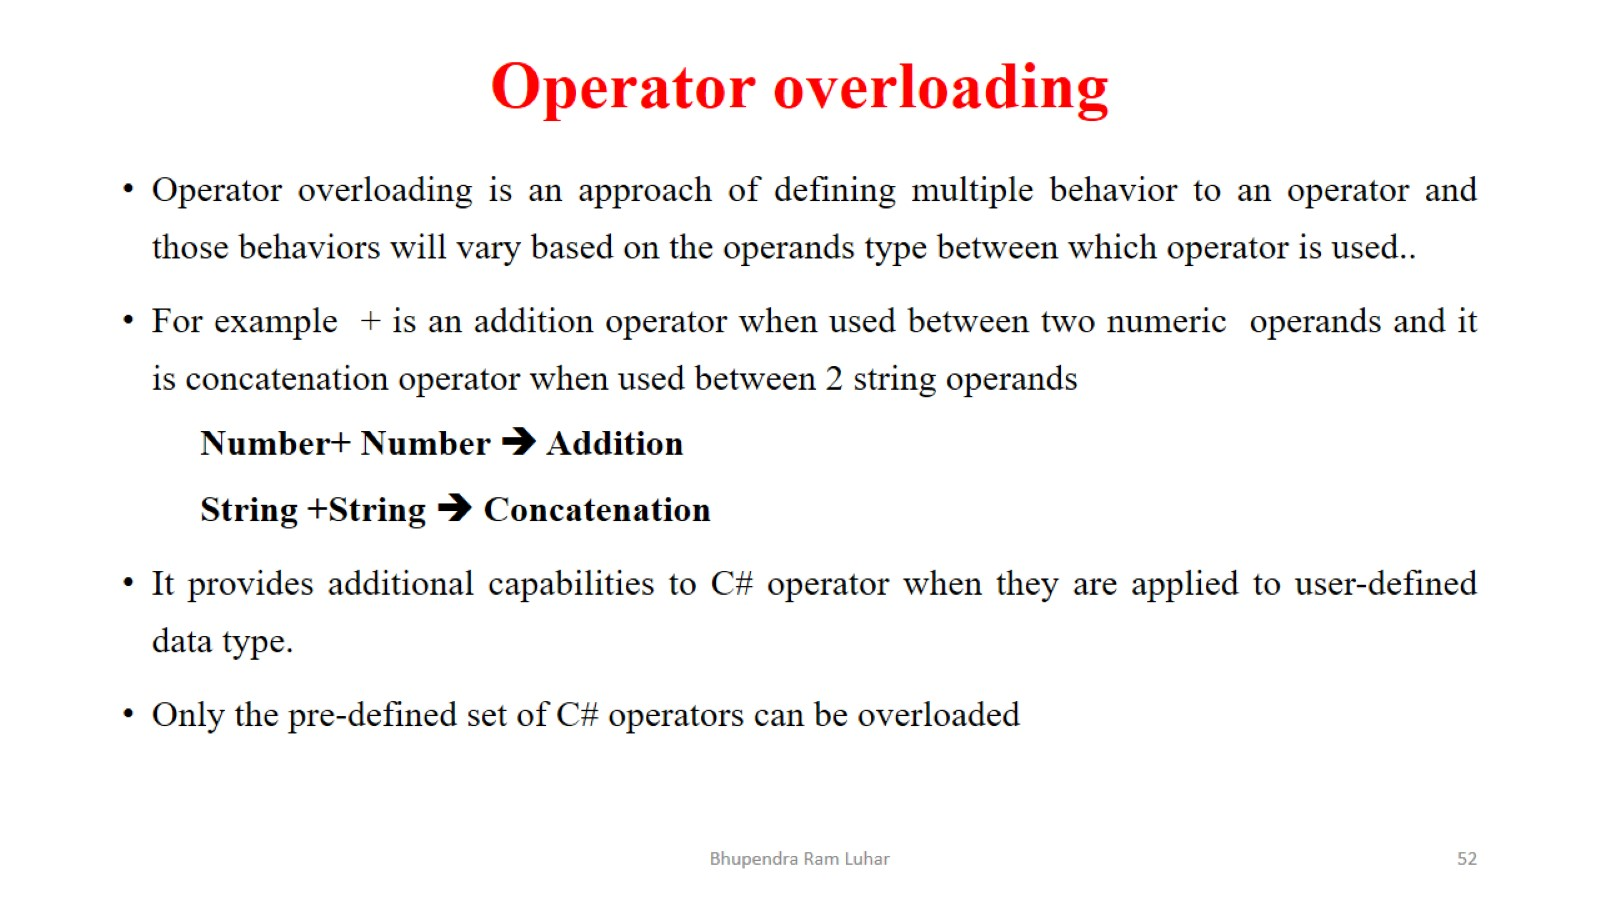 Operator overloading
• Operator overloading is an approach of defining multiple behavior to an operator and
those behaviors will vary based on the operands type between which operator is used..
• For example  + is an addition operator when used between two numeric  operands and it
is concatenation operator when used between 2 string operands
Number+ Number ➔ Addition
String +String ➔ Concatenation
• It provides additional capabilities to C# operator when they are applied to user-defined
data type.
• Only the pre-defined set of C# operators can be overloaded
Bhupendra Ram Luhar
52